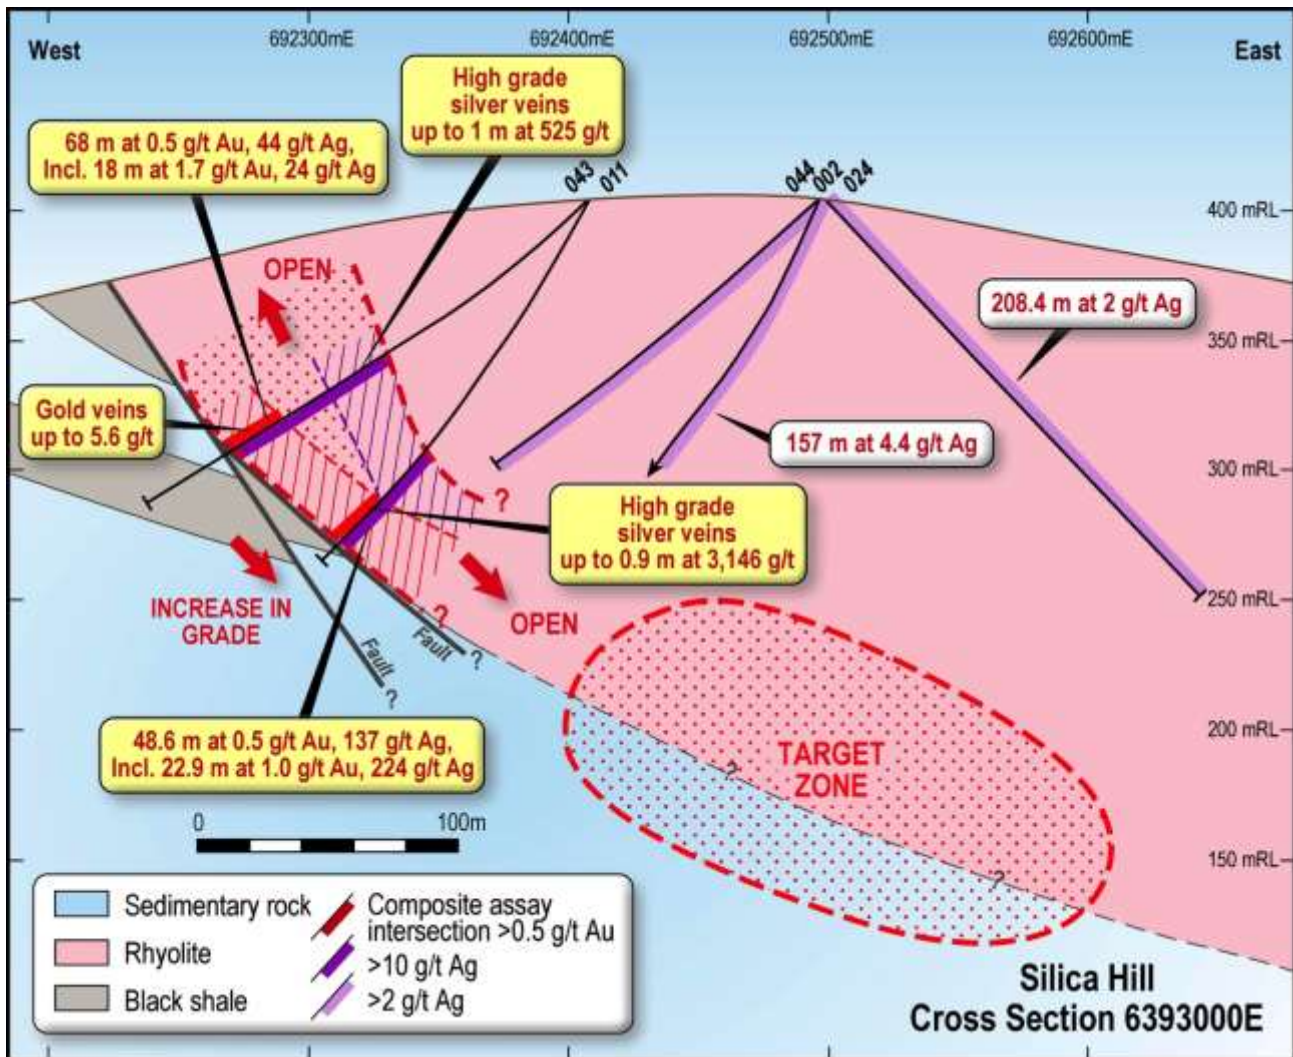 692300mE
692400mE
692500mE
692600mE
West
East
High grade
silver veins
up to 1 m at 525 g/t
68 m at 0.5 g/t Au, 44 g/t Ag,
Incl. 18 m at 1.7 g/t Au, 24 g/t Ag
043
011
044
002
024
400 mRL
OPEN
208.4 m at 2 g/t Ag
350 mRL
Gold veins
up to 5.6 g/t
157 m at 4.4 g/t Ag
300 mRL
?
High grade
silver veins
up to 0.9 m at 3,146 g/t
INCREASE IN
GRADE
?
OPEN
250 mRL
Fault
?
Fault
?
48.6 m at 0.5 g/t Au, 137 g/t Ag,
Incl. 22.9 m at 1.0 g/t Au, 224 g/t Ag
200 mRL
?
TARGET
ZONE
0
100m
150 mRL
?
Sedimentary rock
Rhyolite
Black shale
Composite assay
intersection >0.5 g/t Au
>10 g/t Ag
>2 g/t Ag
Silica Hill
Cross Section 6393000E